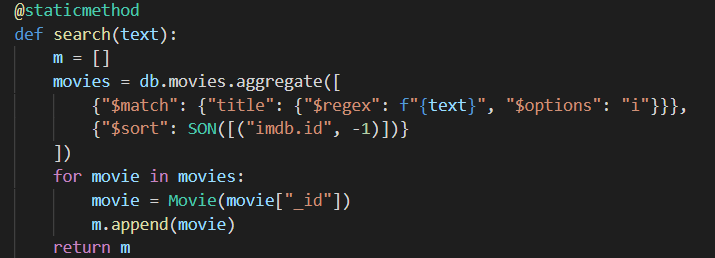 @staticmethod
def search(text):
    m = []
    movies = db.movies.aggregate([
        {"$match": {"title": {"$regex": f"{text}", "$options": "i"}}},
        {"$sort": SON([("imdb.id", -1)])}
    ])
    for movie in movies:
        movie = Movie(movie["_id"])
        m.append(movie)
    return m